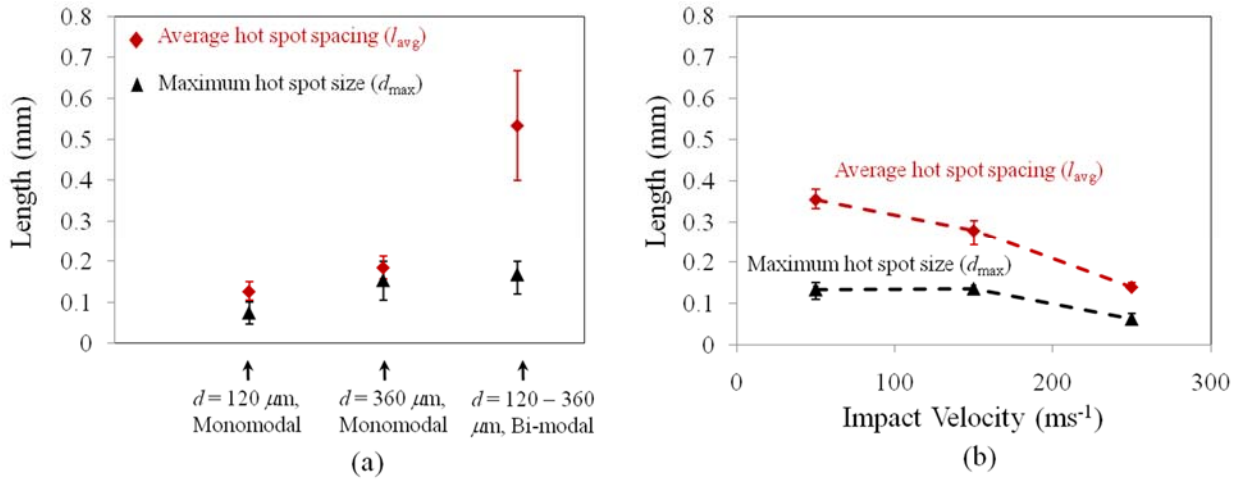 0.8
0.7
0.6
0.5
0.4
0.3
0.2
0.1
0
Length (mm)
Average hot spot spacing (lavg)
Maximum hot spot size (dmax)
d = 120 μm,
Monomodal
d = 360 μm,
Monomodal
d = 120 – 360
μm, Bi-modal
(a)
0.8
0.7
0.6
0.5
0.4
0.3
0.2
0.1
0
Length (mm)
Average hot spot spacing (lavg)
Maximum hot spot size (dmax)
0 100 200 300
Impact Velocity (ms-1)
(b)